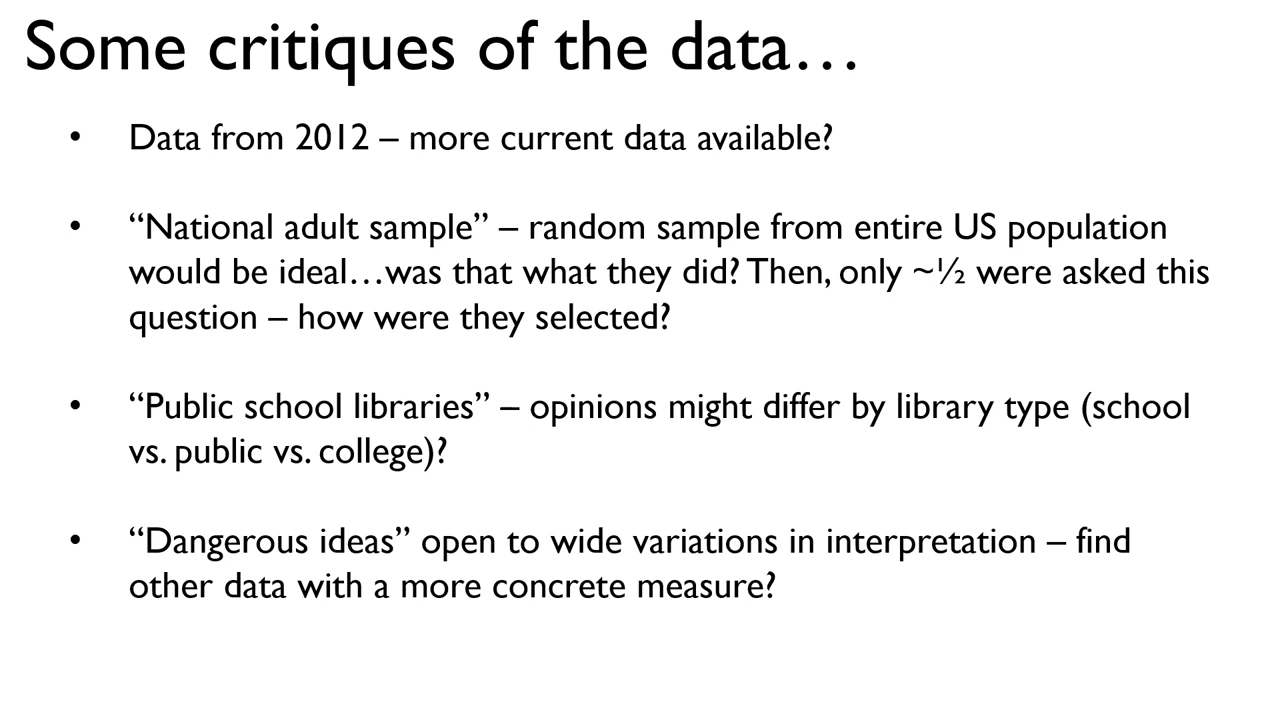 Some critiques of the data…
• Data from 2012 – more current data available?
• “National adult sample” – random sample from entire US population
would be ideal…was that what they did? Then, only ~½ were asked this
question – how were they selected?
• “Public school libraries” – opinions might differ by library type (school
vs. public vs. college)?
• “Dangerous ideas” open to wide variations in interpretation – find
other data with a more concrete measure?